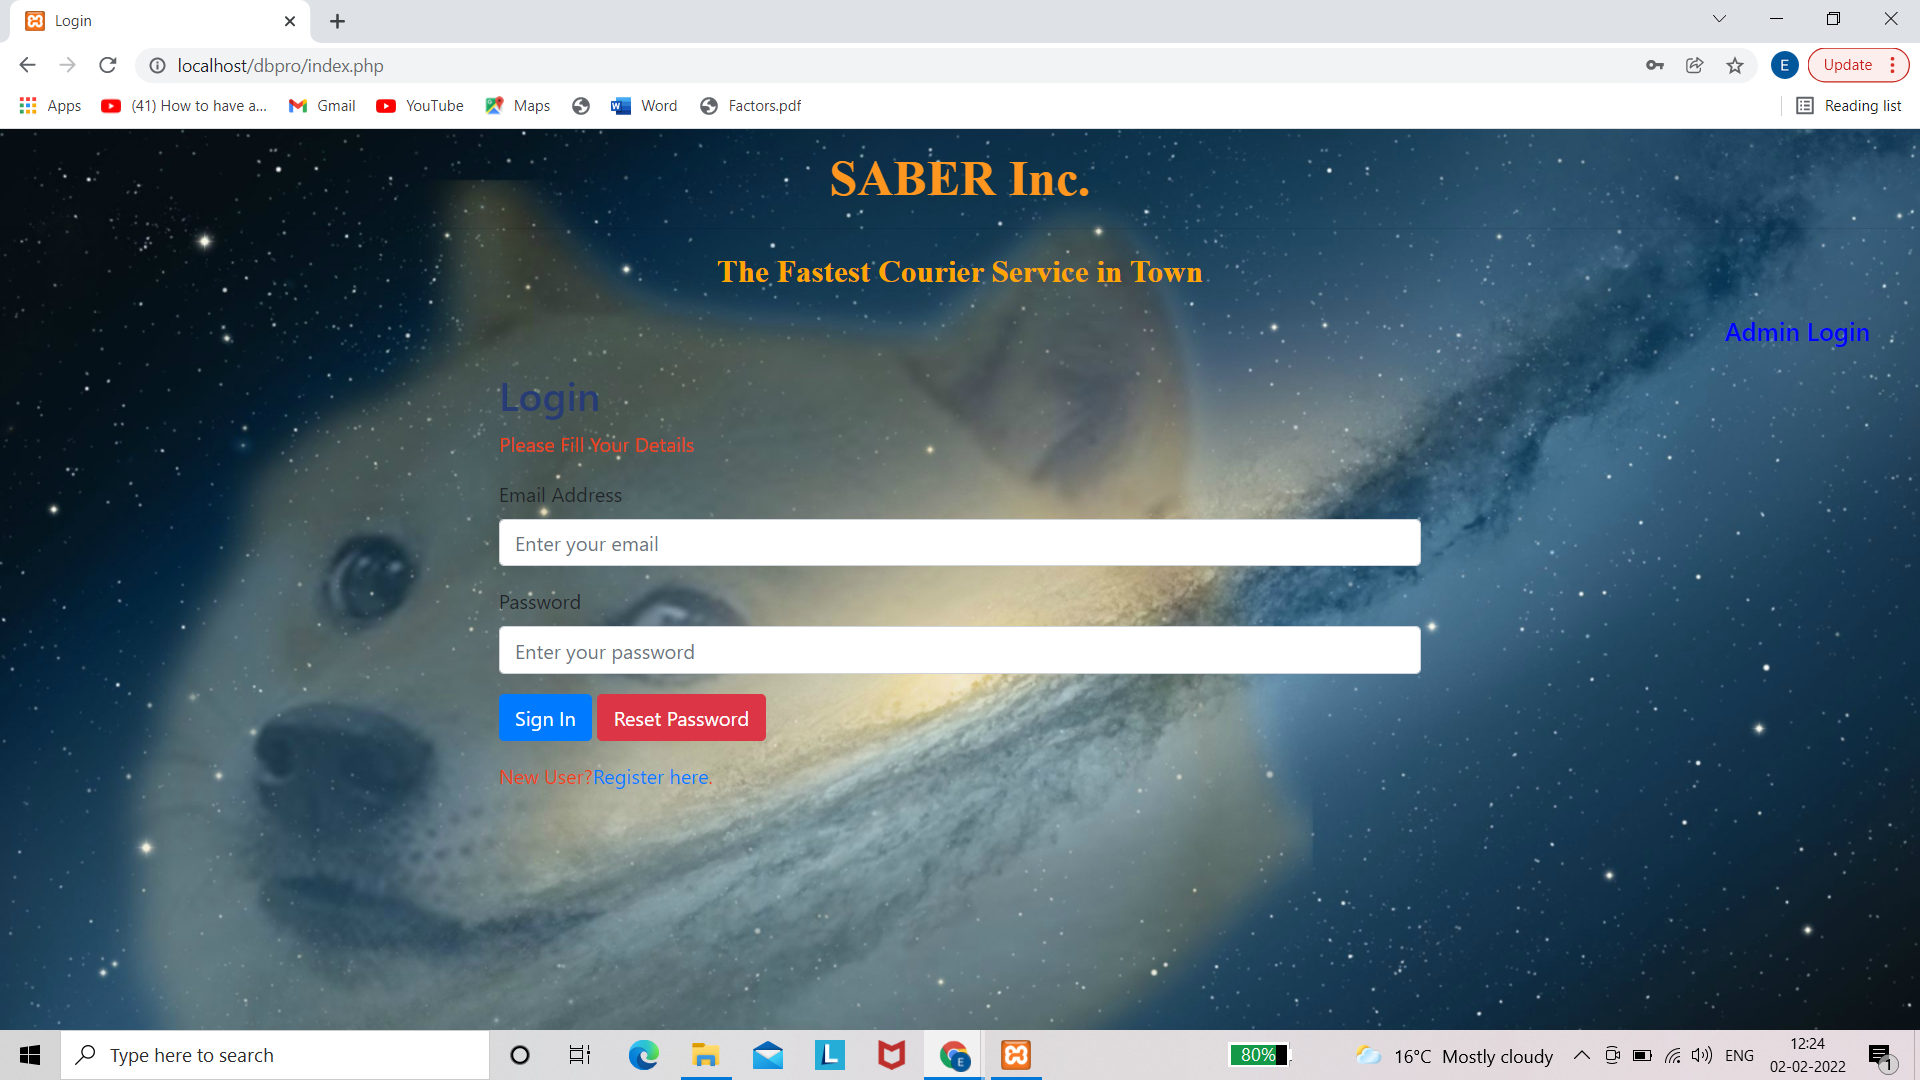 Login
localhost/dbpro/index.php
E
Update
Apps
(41) How to have a...
Gmail
YouTube
Maps
Word
Factors.pdf
Reading list
SABER Inc.
The Fastest Courier Service in Town
Admin Login
Login
Please Fill Your Details
Email Address
Enter your email
Password
Enter your password
Sign In
Reset Password
New User?Register here.
Type here to search
L
E
80%
16°C Mostly cloudy
ENG
12:24
02-02-2022
1